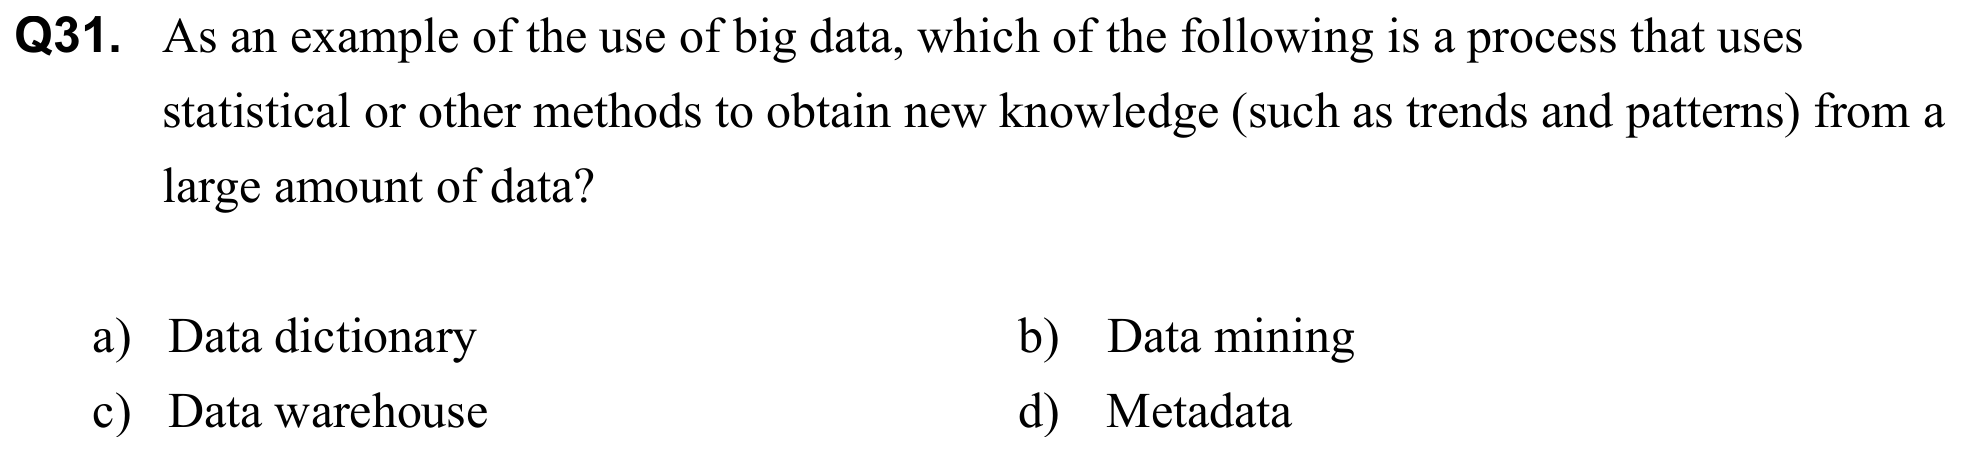 Q31. As an example of the use of big data, which of the following is a process that uses
statistical or other methods to obtain new knowledge (such as trends and patterns) from a
large amount of data?
a) Data dictionary b) Data mining
c) Data warehouse d) Metadata